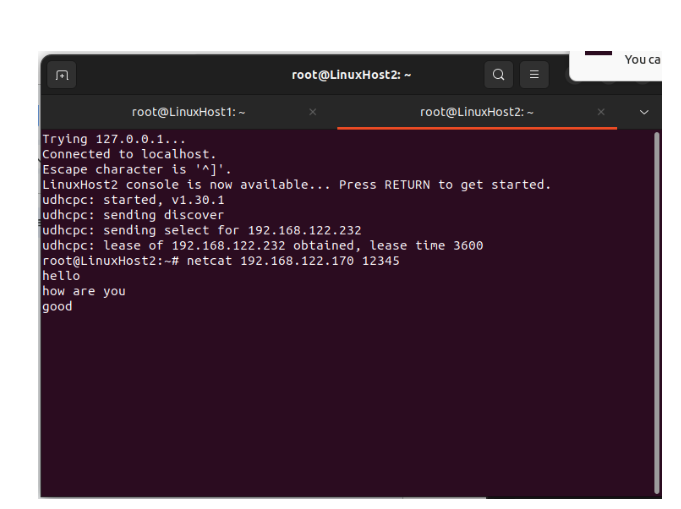 You ca
root@LinuxHost2: ~
root@LinuxHost1: ~
root@LinuxHost2: ~
Trying 127.0.0.1...
Connected to localhost.
Escape character is '^]'.
LinuxHost2 console is now available... Press RETURN to get started.
udhcpc: started, v1.30.1
udhcpc: sending discover
udhcpc: sending select for 192.168.122.232
udhcpc: lease of 192.168.122.232 obtained, lease time 3600
root@LinuxHost2:~# netcat 192.168.122.170 12345
hello
how are you
good